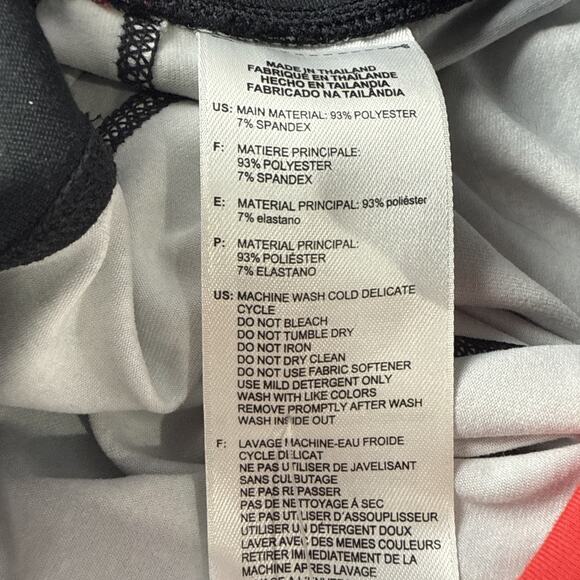 MADE IN THAILAND
FABRIQUÉ EN THAÏLANDE
HECHO EN TAILANDIA
FABRICADO NA TAILÂNDIA
US: MAIN MATERIAL: 93% POLYESTER
7% SPANDEX
F: MATIERE PRINCIPALE:
93% POLYESTER
7% SPANDEX
E: MATERIAL PRINCIPAL: 93% poliéster
7% elastano
P: MATERIAL PRINCIPAL:
93% POLIÉSTER
7% ELASTANO
US: MACHINE WASH COLD DELICATE
CYCLE
DO NOT BLEACH
DO NOT TUMBLE DRY
DO NOT IRON
DO NOT DRY CLEAN
DO NOT USE FABRIC SOFTENER
USE MILD DETERGENT ONLY
WASH WITH LIKE COLORS
REMOVE PROMPTLY AFTER WASH
WASH INSIDE OUT
F: LAVAGE MACHINE-EAU FROIDE
CYCLE DELICAT
NE PAS UTILISER DE JAVELISANT
SANS CULBUTAGE
NE PAS REPASSER
PAS DE NETTOYAGE À SEC
NE PAS UTILISER D'ASSOUPLISEUR
UTILISER UN DÉTERGENT DOUX
LAVER AVEC DES MEMES COULEURS
RETIRER IMMEDIATEMENT DE LA
MACHINE APRES LAVAGE